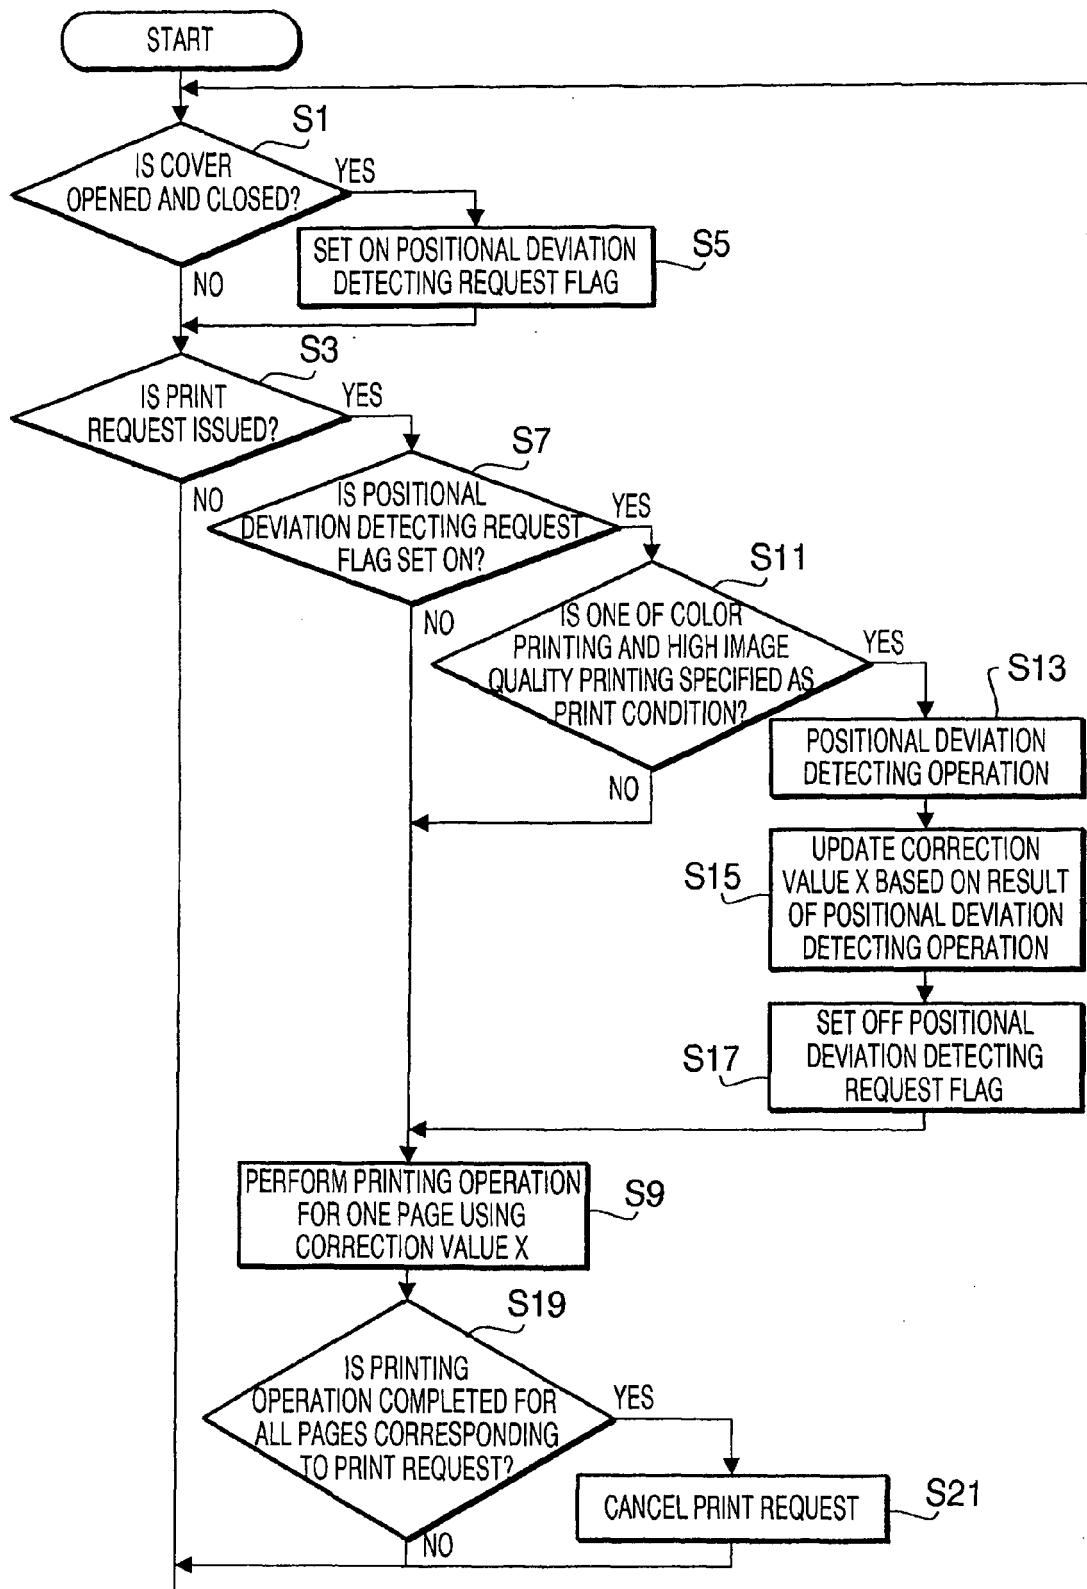 START
S1
IS COVER
OPENED AND CLOSED?
YES
NO
SET ON POSITIONAL DEVIATION
DETECTING REQUEST FLAG
S5
S3
IS PRINT
REQUEST ISSUED?
YES
NO
S7
IS POSITIONAL
DEVIATION DETECTING REQUEST
FLAG SET ON?
YES
NO
S11
IS ONE OF COLOR
PRINTING AND HIGH IMAGE
QUALITY PRINTING SPECIFIED AS
PRINT CONDITION?
YES
NO
S13
POSITIONAL DEVIATION
DETECTING OPERATION
S15
UPDATE CORRECTION
VALUE X BASED ON RESULT
OF POSITIONAL DEVIATION
DETECTING OPERATION
S17
SET OFF POSITIONAL
DEVIATION DETECTING
REQUEST FLAG
PERFORM PRINTING OPERATION
FOR ONE PAGE USING
CORRECTION VALUE X
S9
S19
IS PRINTING
OPERATION COMPLETED FOR
ALL PAGES CORRESPONDING
TO PRINT REQUEST?
YES
NO
CANCEL PRINT REQUEST
S21